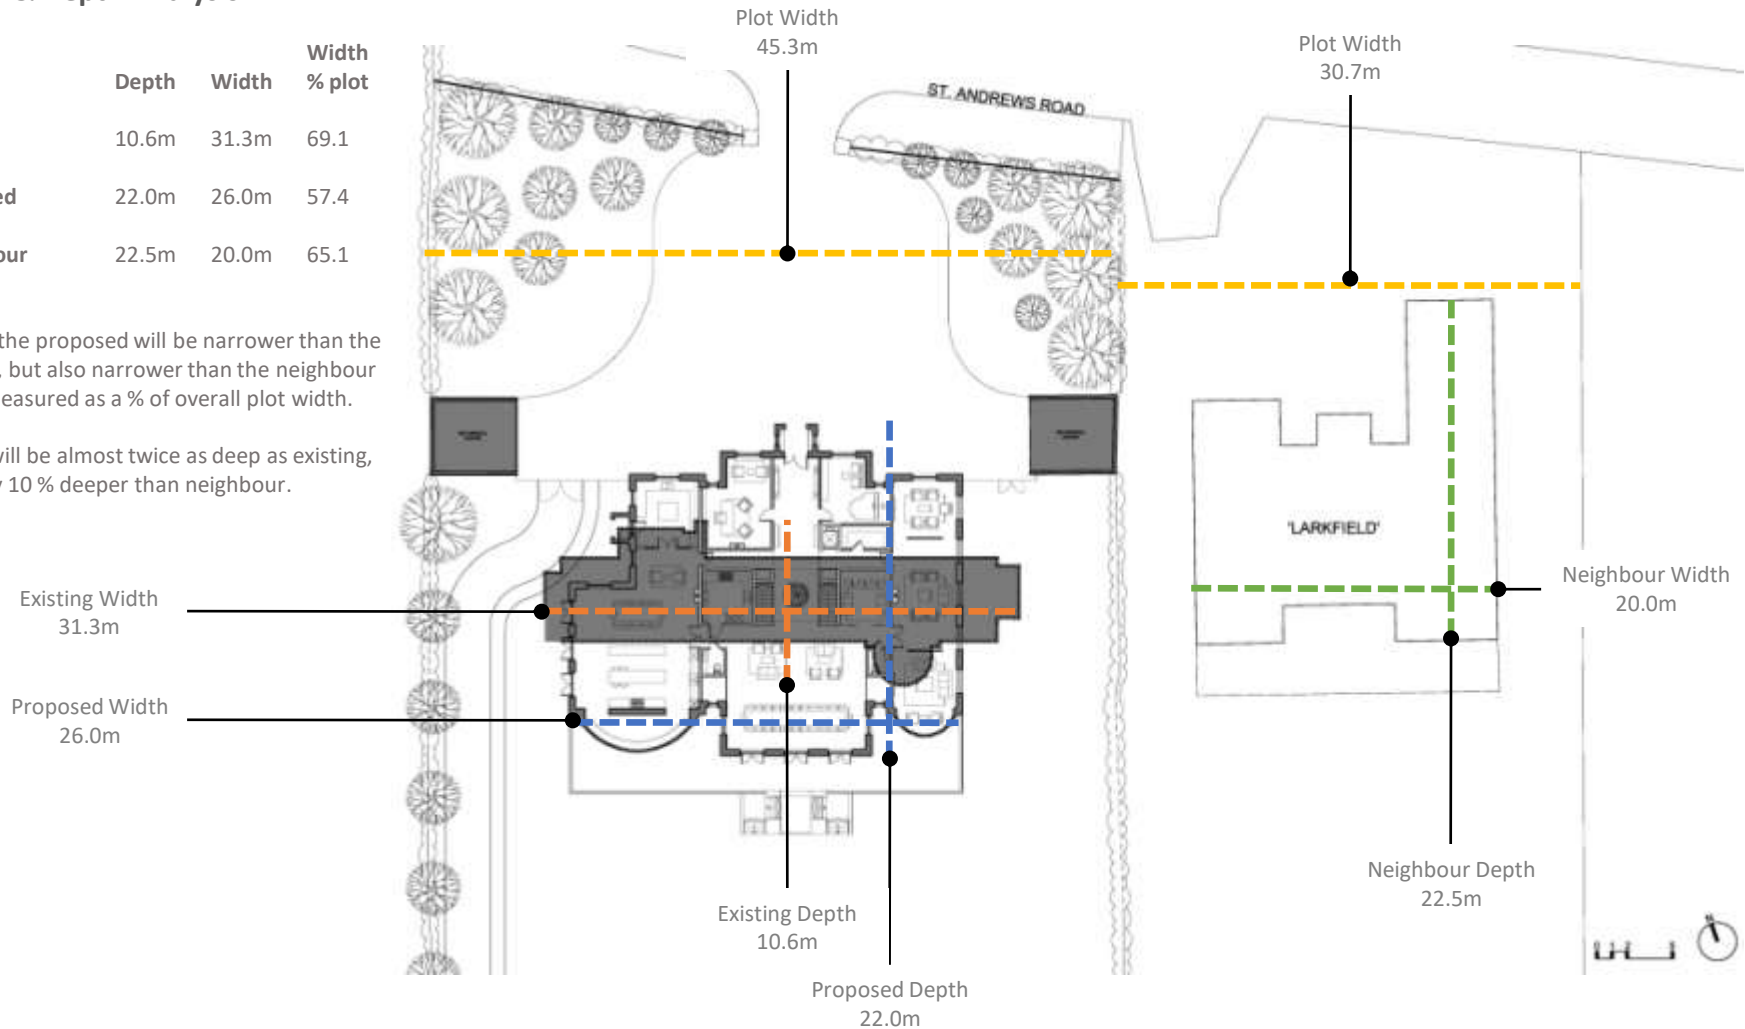 Depth Width Width % plot
10.6m 31.3m 69.1
22.0m 26.0m 57.4
22.5m 20.0m 65.1
the proposed will be narrower than the
, but also narrower than the neighbour
easured as a % of overall plot width.
will be almost twice as deep as existing,
10 % deeper than neighbour.
Plot Width
45.3m
Plot Width
30.7m
ST. ANDREWS ROAD
'LARKFIELD'
Existing Width
31.3m
Proposed Width
26.0m
Neighbour Width
20.0m
Existing Depth
10.6m
Neighbour Depth
22.5m
Proposed Depth
22.0m
N